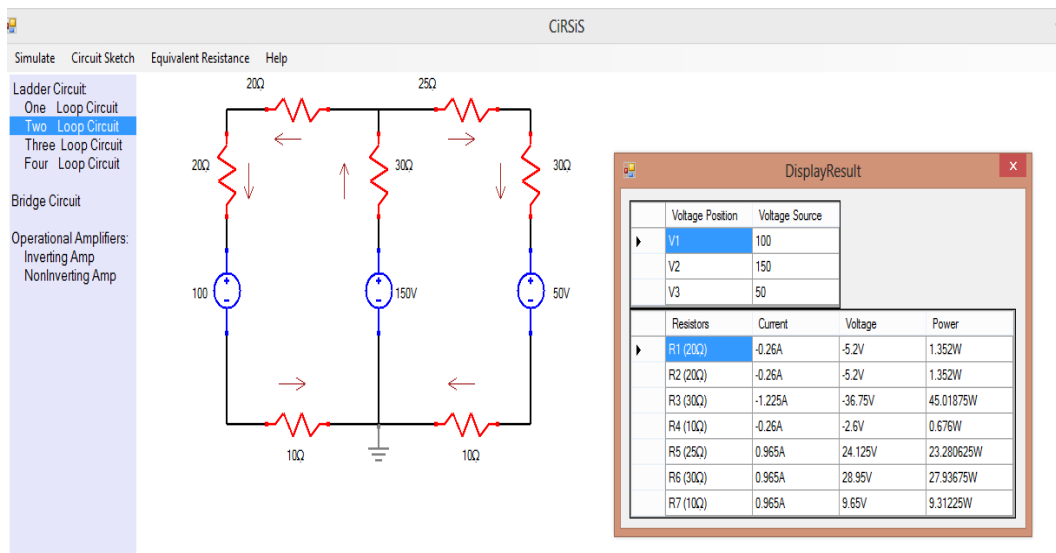 CiRSiS
Simulate Circuit Sketch Equivalent Resistance Help
Ladder Circuit:
One Loop Circuit
Two Loop Circuit
Three Loop Circuit
Four Loop Circuit
Bridge Circuit
Operational Amplifiers:
Inverting Amp
NonInverting Amp
20Ω 25Ω
20Ω 30Ω 30Ω
100 150V 50V
10Ω 10Ω
DisplayResult
Voltage Position Voltage Source
V1 100
V2 150
V3 50
Resistors Current Voltage Power
R1 (20Ω) -0.26A -5.2V 1.352W
R2 (20Ω) -0.26A -5.2V 1.352W
R3 (30Ω) -1.225A -36.75V 45.01875W
R4 (10Ω) -0.26A -2.6V 0.676W
R5 (25Ω) 0.965A 24.125V 23.280625W
R6 (30Ω) 0.965A 28.95V 27.93675W
R7 (10Ω) 0.965A 9.65V 9.31225W